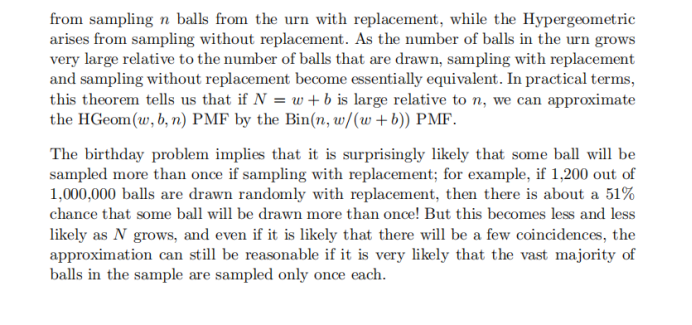 from sampling n balls from the urn with replacement, while the Hypergeometric
arises from sampling without replacement. As the number of balls in the urn grows
very large relative to the number of balls that are drawn, sampling with replacement
and sampling without replacement become essentially equivalent. In practical terms,
this theorem tells us that if N = w + b is large relative to n, we can approximate
the HGeom(w, b, n) PMF by the Bin(n, w/(w + b)) PMF.
The birthday problem implies that it is surprisingly likely that some ball will be
sampled more than once if sampling with replacement; for example, if 1,200 out of
1,000,000 balls are drawn randomly with replacement, then there is about a 51%
chance that some ball will be drawn more than once! But this becomes less and less
likely as N grows, and even if it is likely that there will be a few coincidences, the
approximation can still be reasonable if it is very likely that the vast majority of
balls in the sample are sampled only once each.